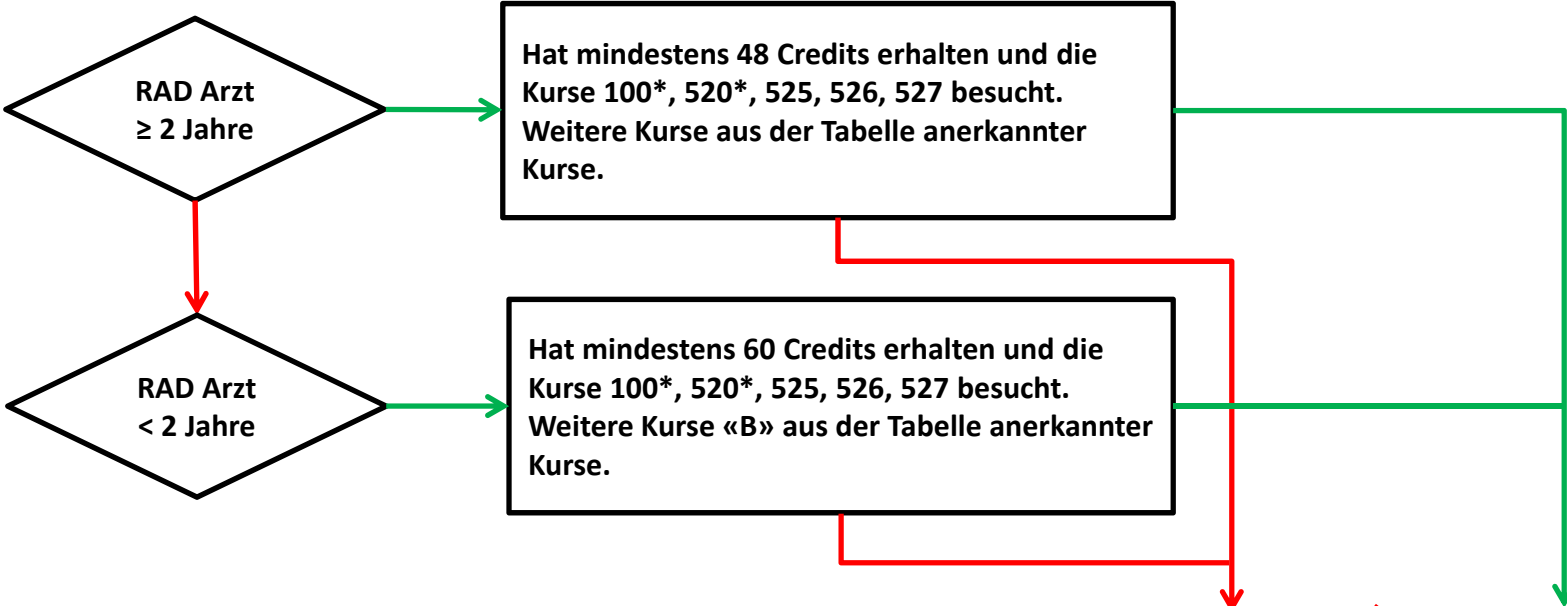 RAD Arzt
≥ 2 Jahre
Hat mindestens 48 Credits erhalten und die
Kurse 100*, 520*, 525, 526, 527 besucht.
Weitere Kurse aus der Tabelle anerkannter
Kurse.
RAD Arzt
< 2 Jahre
Hat mindestens 60 Credits erhalten und die
Kurse 100*, 520*, 525, 526, 527 besucht.
Weitere Kurse «B» aus der Tabelle anerkannter
Kurse.